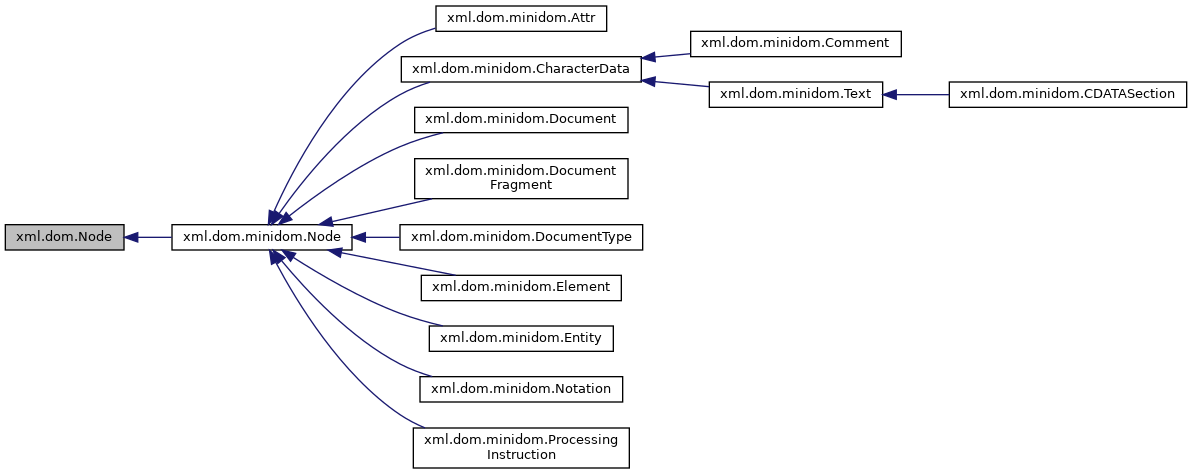 xml.dom.minidom.Attr
xml.dom.minidom.Comment
xml.dom.minidom.CharacterData
xml.dom.minidom.Text
xml.dom.minidom.CDATASection
xml.dom.minidom.Document
xml.dom.minidom.Document
Fragment
xml.dom.Node
xml.dom.minidom.Node
xml.dom.minidom.DocumentType
xml.dom.minidom.Element
xml.dom.minidom.Entity
xml.dom.minidom.Notation
xml.dom.minidom.Processing
Instruction